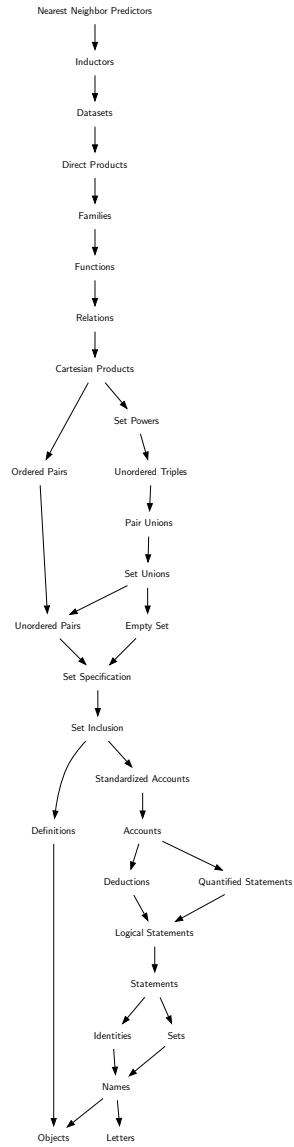 Nearest Neighbor Predictors
Inductors
Datasets
Direct Products
Families
Functions
Relations
Cartesian Products
Set Powers
Ordered Pairs
Unordered Triples
Pair Unions
Set Unions
Unordered Pairs
Empty Set
Set Specification
Set Inclusion
Standardized Accounts
Definitions
Accounts
Deductions
Quantified Statements
Logical Statements
Statements
Identities
Sets
Names
Objects
Letters